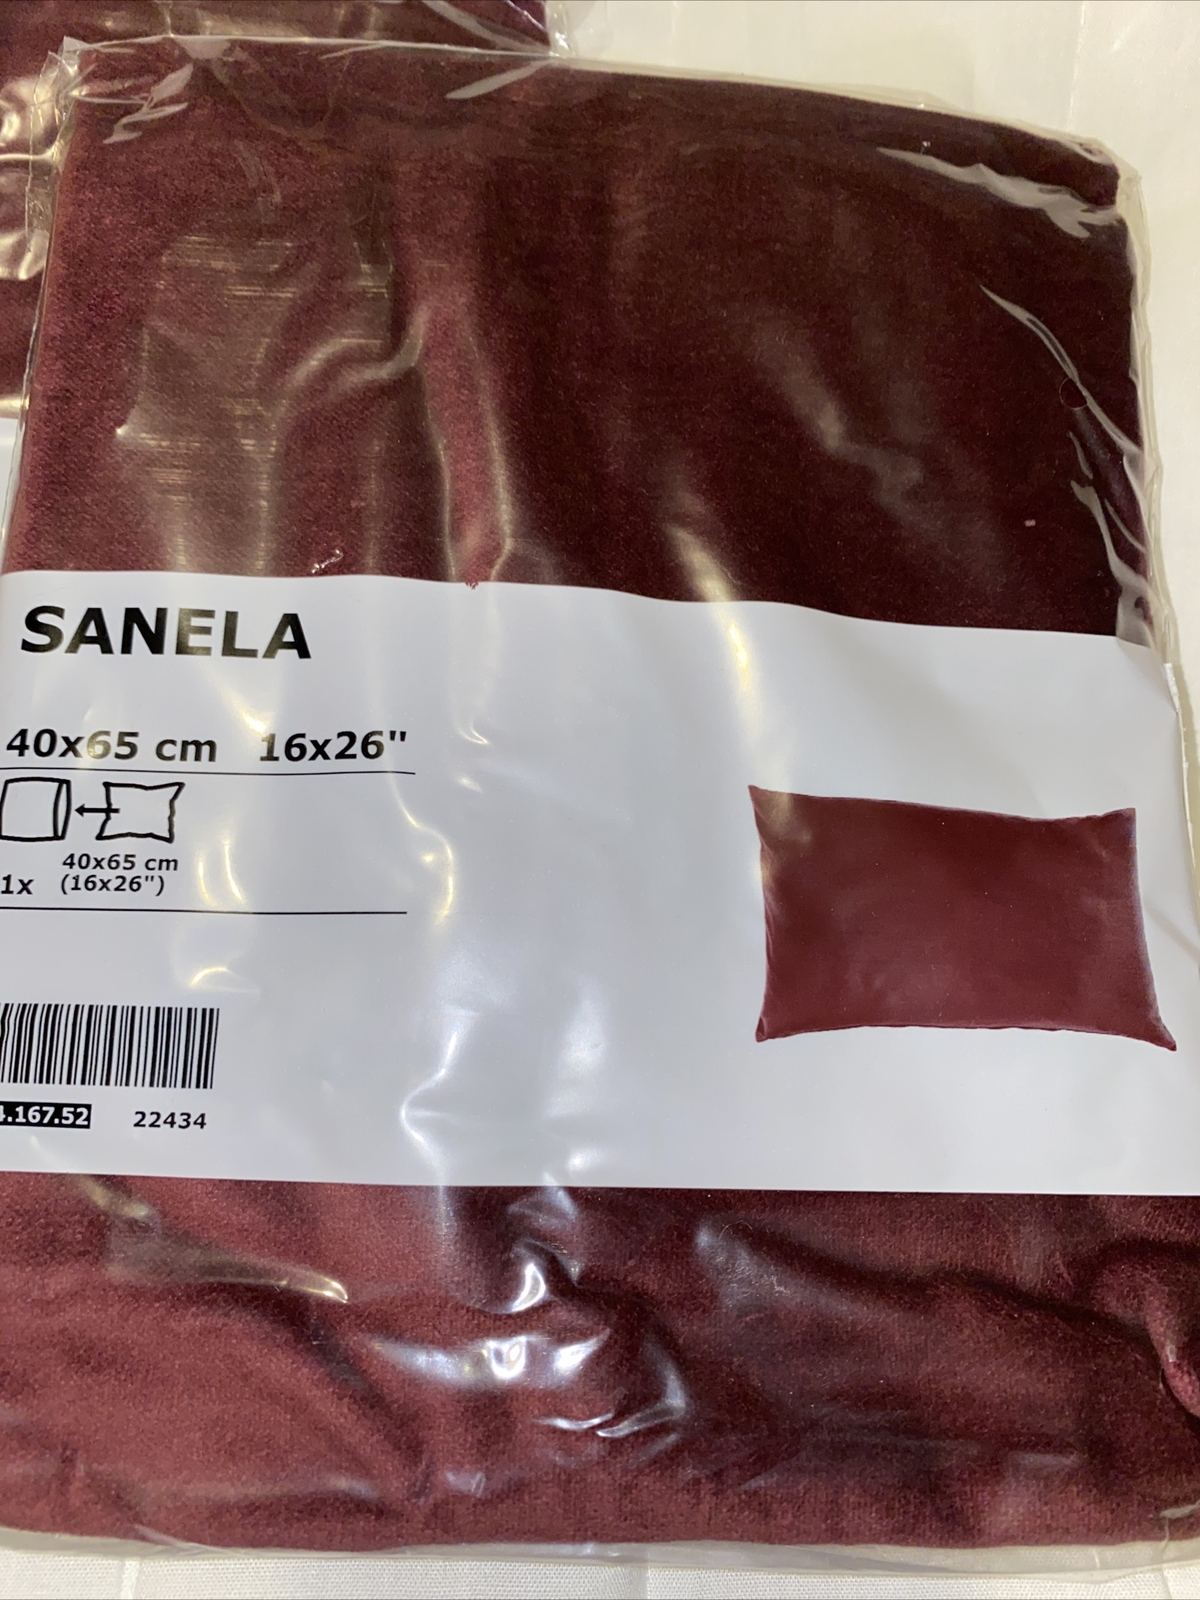 SANELA
40x65 cm 16x26"
40x65 cm
1x (16x26")
.167.52 22434